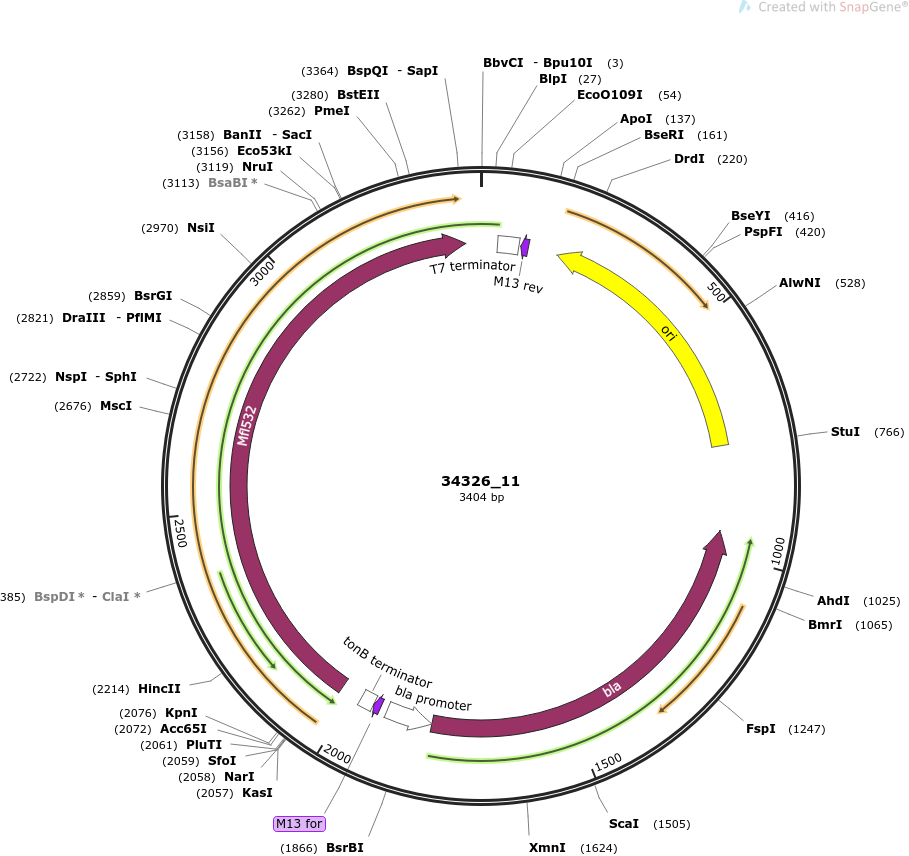 Created with SnapGene®
(3364) BspQI - SapI
(3280) BstEII
(3262) PmeI
(3158) BanII - SacI
(3156) Eco53kI
(3119) NruI
(3113) BsaBI *
(2970) NsiI
(2859) BsrGI
(2821) DraIII - PflMI
(2722) NspI - SphI
(2676) MscI
385) BspDI * - ClaI *
(2214) HincII
(2076) KpnI
(2072) Acc65I
(2061) PluTI
(2059) SfoI
(2058) NarI
(2057) KasI
(1866) BsrBI
BbvCI - Bpu10I (3)
BlpI (27)
EcoO109I (54)
ApoI (137)
BseRI (161)
DrdI (220)
BseYI (416)
PspFI (420)
AlwNI (528)
StuI (766)
AhdI (1025)
BmrI (1065)
FspI (1247)
ScaI (1505)
XmnI (1624)
500
1000
1500
2000
2500
3000
T7 terminator
M13 rev
ori
Mfl532
34326_11
3404 bp
tonB terminator
bla promoter
bla
M13 for